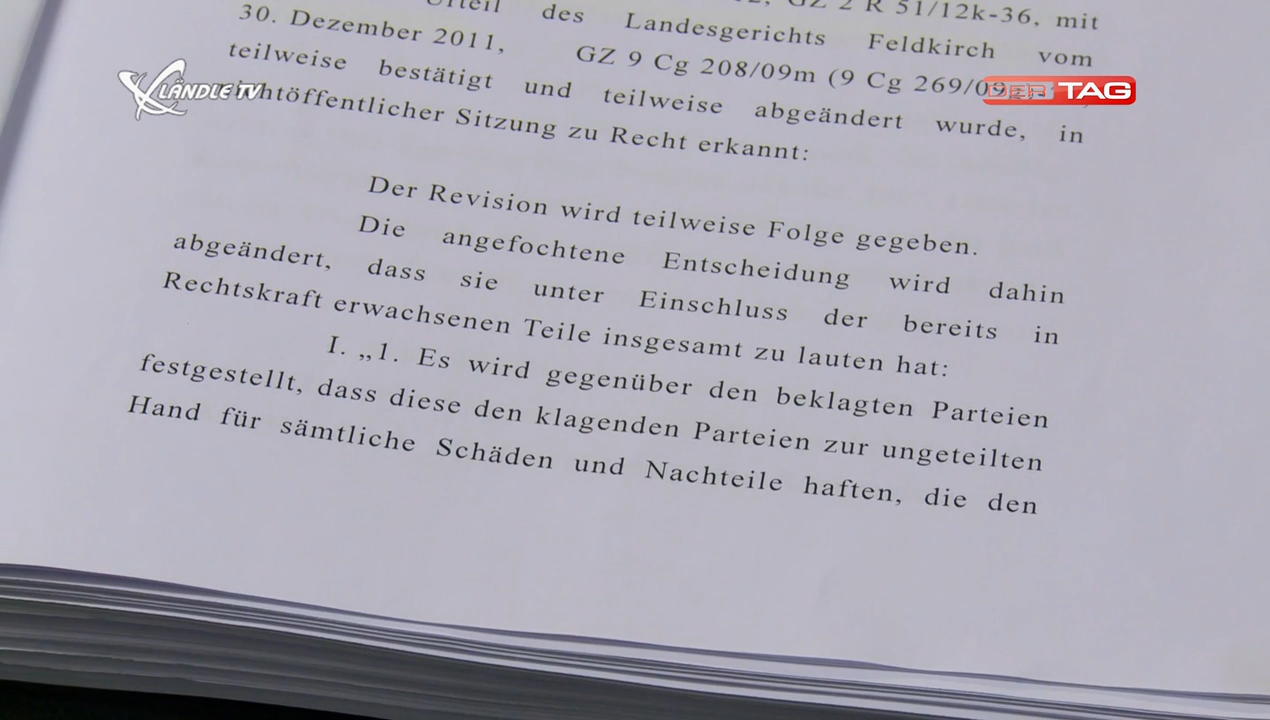 GZ 2 R 51/12k-36, mit
Urteil des Landesgerichts Feldkirch vom
30. Dezember 2011, GZ 9 Cg 208/09m (9 Cg
teilweise bestätigt und teilweise abgeändert wurde, in
Sitzung zu Recht erkannt:
LÄNDLE TV
DER TAG
Der Revision wird teilweise Folge gegeben.
Die angefochtene Entscheidung wird dahin
abgeändert, dass sie unter Einschluss der bereits in
Rechtskraft erwachsenen Teile insgesamt zu lauten hat:
I. „1. Es wird gegenüber den beklagten Parteien
festgestellt, dass diese den klagenden Parteien zur ungeteilten
Hand für sämtliche Schäden und Nachteile haften, die den